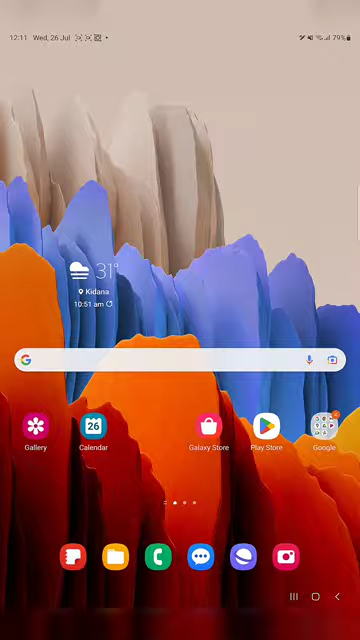 12:11 Wed, 26 Jul
79%
31°
Kidana
10:51 am
Gallery
26
Calendar
Galaxy Store
Play Store
Google